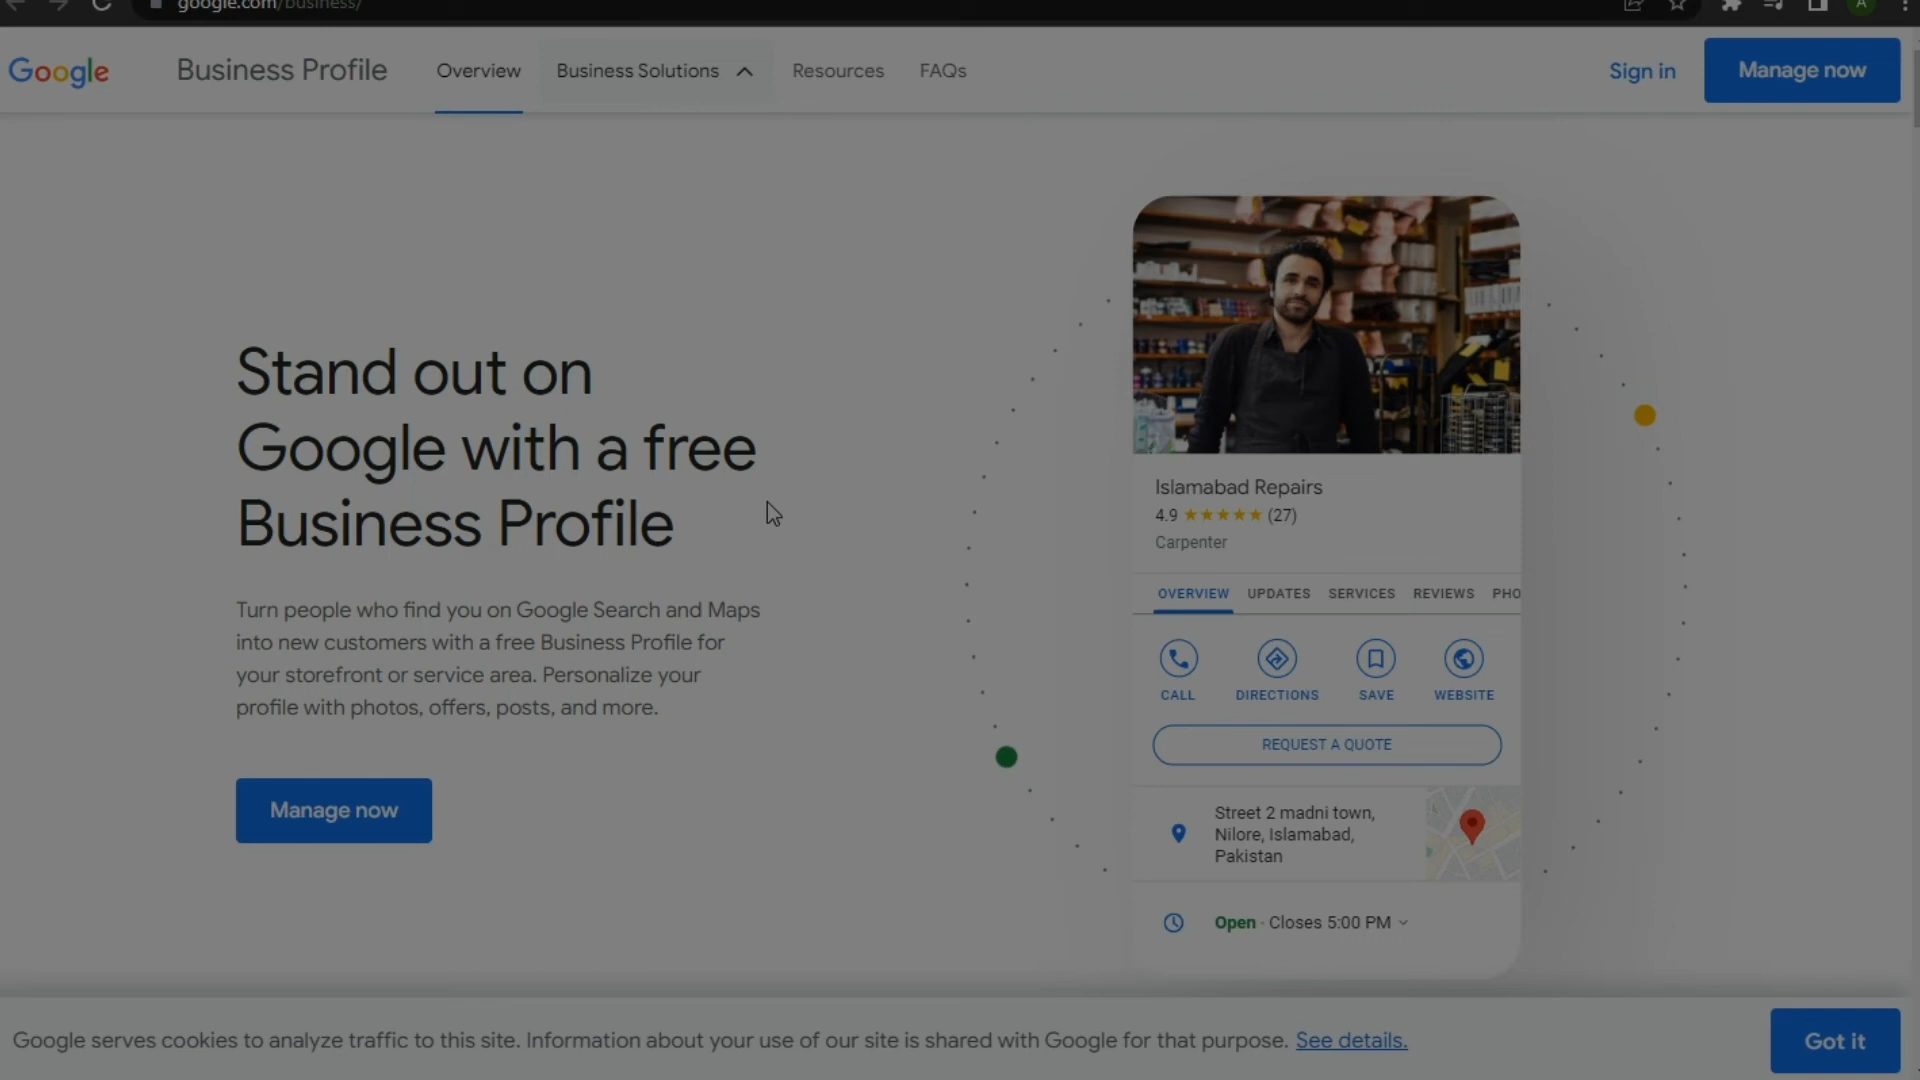 google.com/business/
Google Business Profile Overview Business Solutions Resources FAQs Sign in Manage now
Stand out on
Google with a free
Business Profile
Turn people who find you on Google Search and Maps
into new customers with a free Business Profile for
your storefront or service area. Personalize your
profile with photos, offers, posts, and more.
Manage now
Islamabad Repairs
4.9 ★★★★★ (27)
Carpenter
OVERVIEW UPDATES SERVICES REVIEWS PHO
CALL DIRECTIONS SAVE WEBSITE
REQUEST A QUOTE
Street 2 madni town,
Nilore, Islamabad,
Pakistan
Open · Closes 5:00 PM
Google serves cookies to analyze traffic to this site. Information about your use of our site is shared with Google for that purpose. See details.
Got it
A